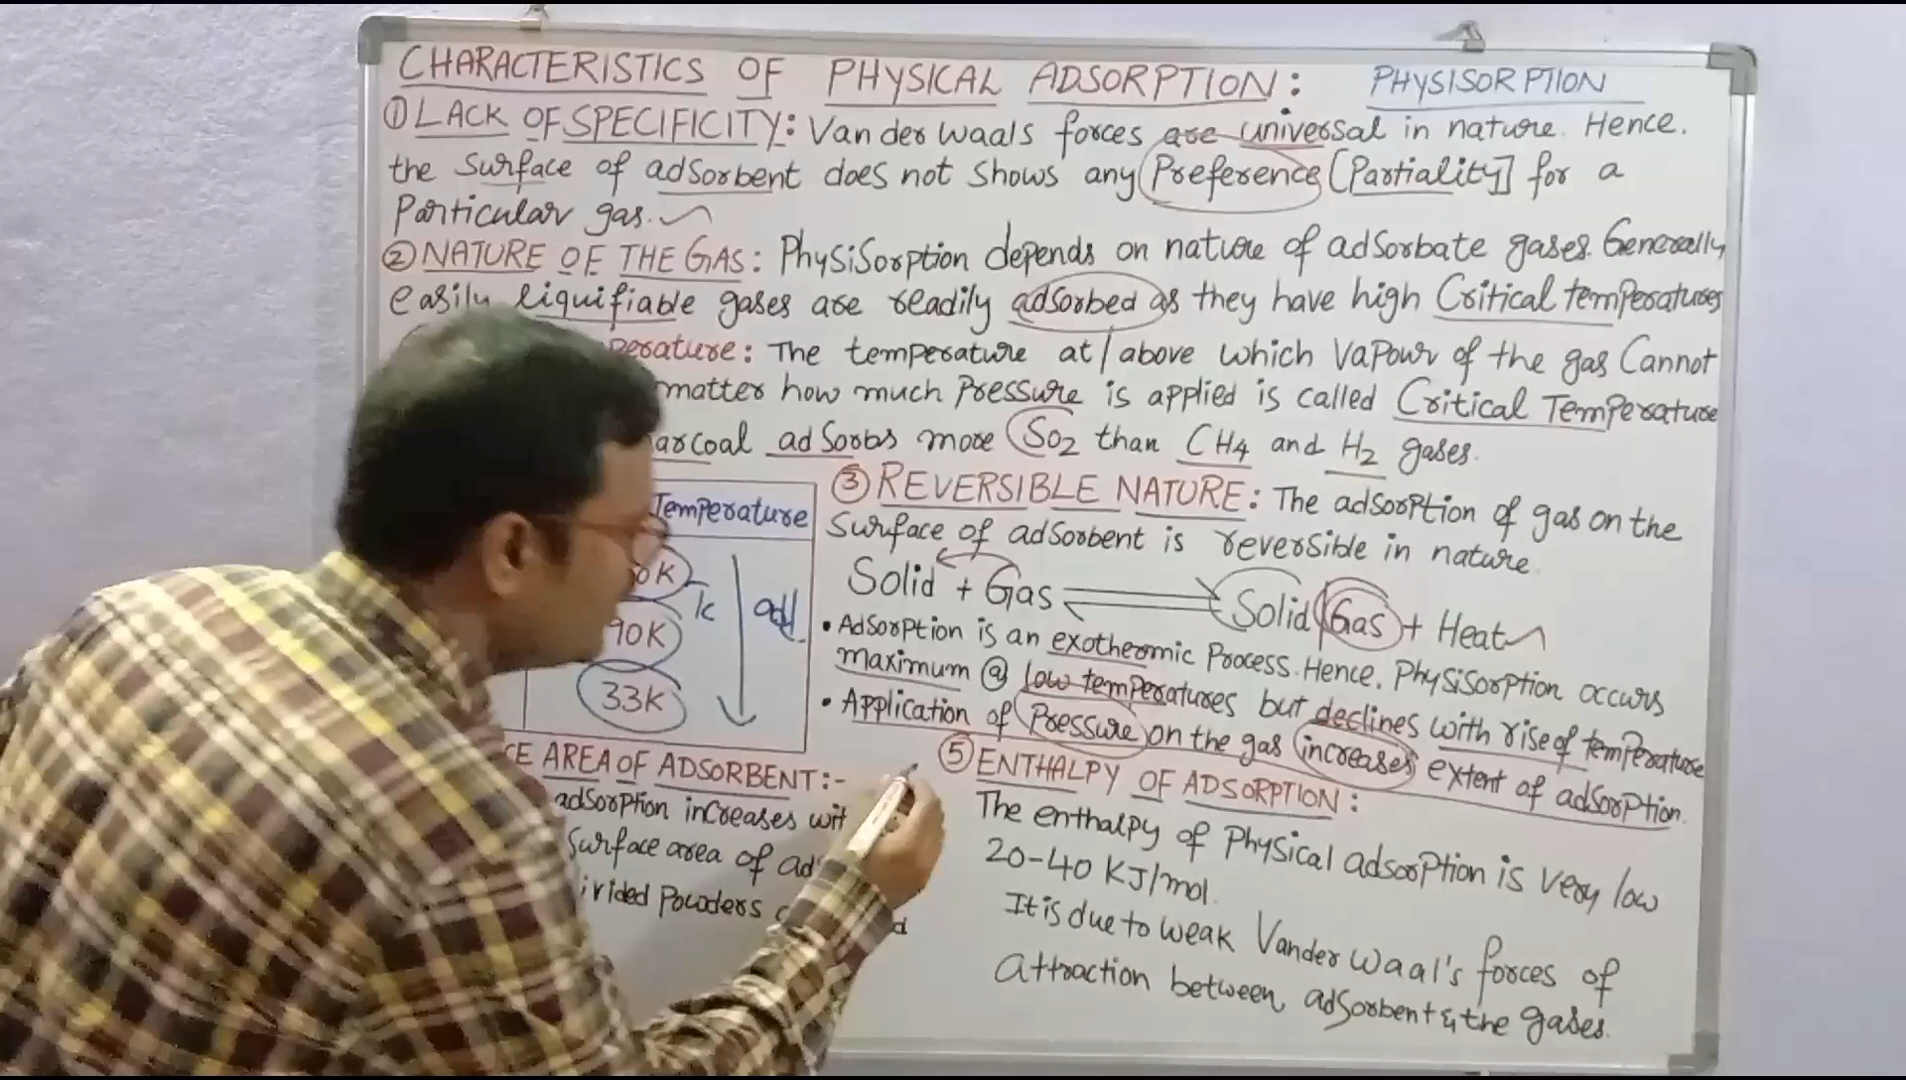 CHARACTERISTICS OF PHYSICAL ADSORPTION: PHYSISORPTION
① LACK OF SPECIFICITY: Van der Waals forces are universal in nature. Hence.
the surface of adsorbent does not shows any Preference [Partiality] for a
Particular gas.
② NATURE OF THE GAS: Physisorption depends on nature of adsorbate gases. Generally
easily liquifiable gases are readily adsorbed as they have high Critical temperatures
The temperature at/above which Vapour of the gas Cannot
matter how much Pressure is applied is called Critical Temperature
adsorbs more SO2 than CH4 and H2 gases.
Temperature
90K
33K
③ REVERSIBLE NATURE: The adsorption of gas on the
Surface of adsorbent is reversible in nature.
Solid + Gas ⇌ Solid|Gas + Heat
• Adsorption is an exothermic Process. Hence. Physisorption occurs
maximum @ low temperatures but declines with rise of temperature
• Application of Pressure on the gas increases extent of adsorption.
AREA OF ADSORBENT:-
adsorption increases
Surface area of
Powders
⑤ ENTHALPY OF ADSORPTION:
The enthalpy of Physical adsorption is very low
20-40 KJ/mol.
It is due to weak Vander Waal's forces of
attraction between adsorbent & the gases.